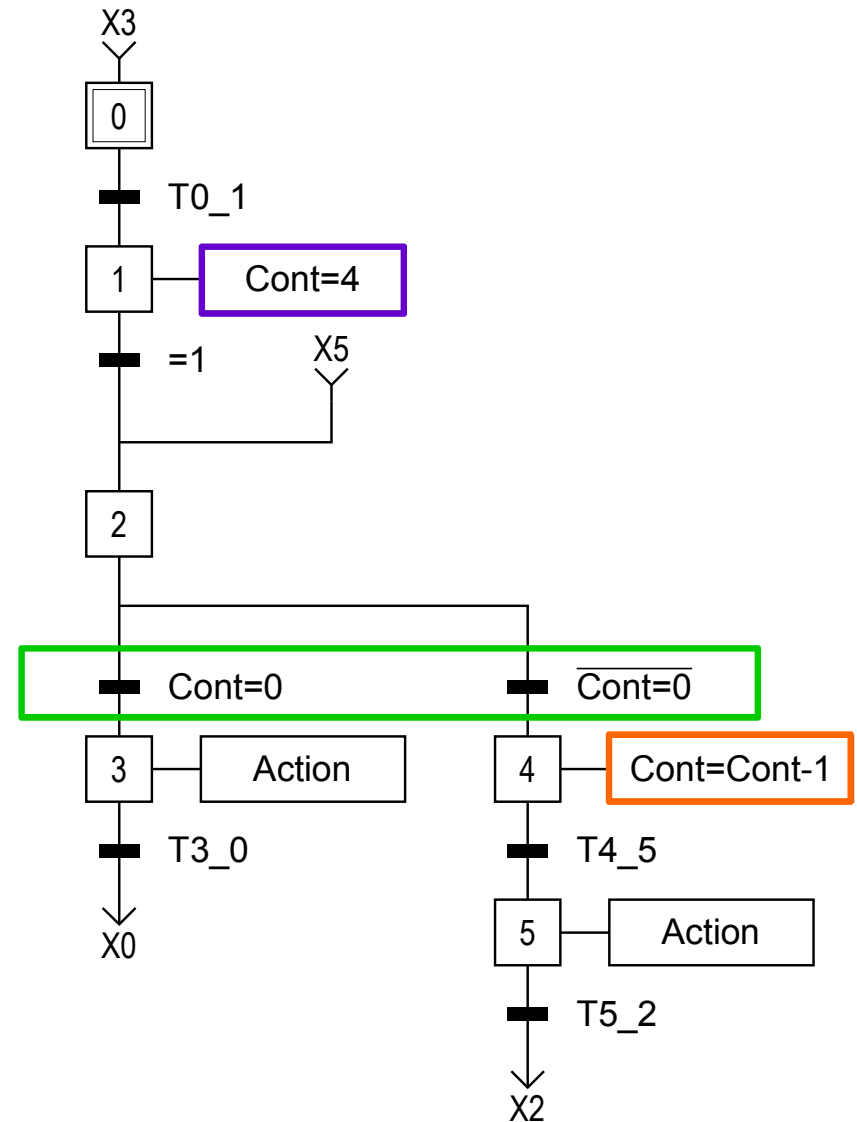 X3
0
T0_1
1
Cont=4
=1
X5
2
Cont=0
C̅o̅n̅t̅=̅0̅
3
Action
4
Cont=Cont-1
T3_0
T4_5
X0
5
Action
T5_2
X2